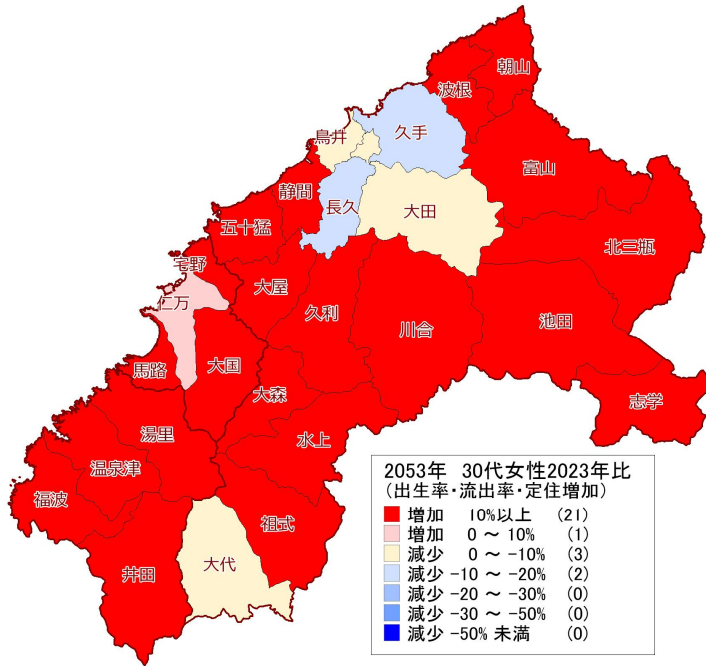 朝山
波根
久手
鳥井
富山
静間
長久
大田
五十猛
北三瓶
宅野
大屋
仁万
久利
池田
川合
馬路
大国
大森
志学
湯里
水上
温泉津
福波
祖式
大代
井田
2053年 30代女性2023年比
(出生率・流出率・定住増加)
増加 10%以上 (21)
増加 0 ～ 10% (1)
減少 0 ～ -10% (3)
減少 -10 ～ -20% (2)
減少 -20 ～ -30% (0)
減少 -30 ～ -50% (0)
減少 -50% 未満 (0)